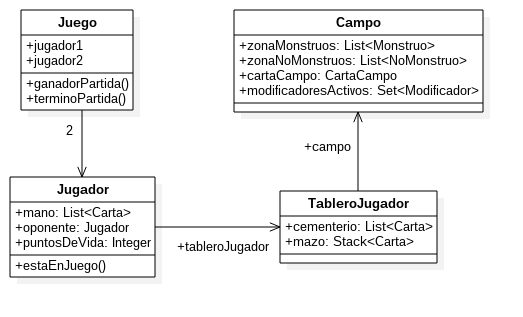 Juego
+jugador1
+jugador2
+ganadorPartida()
+terminoPartida()
Campo
+zonaMonstruos: List<Monstruo>
+zonaNoMonstruos: List<NoMonstruo>
+cartaCampo: CartaCampo
+modificadoresActivos: Set<Modificador>
2
+campo
Jugador
+mano: List<Carta>
+oponente: Jugador
+puntosDeVida: Integer
+estaEnJuego()
+tableroJugador
TableroJugador
+cementerio: List<Carta>
+mazo: Stack<Carta>